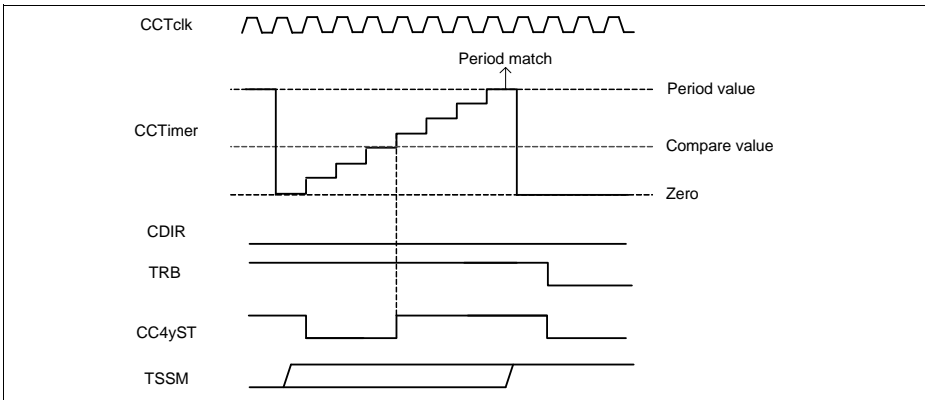 CCTclk
Period match
Period value
CCTimer
Compare value
Zero
CDIR
TRB
CC4yST
TSSM